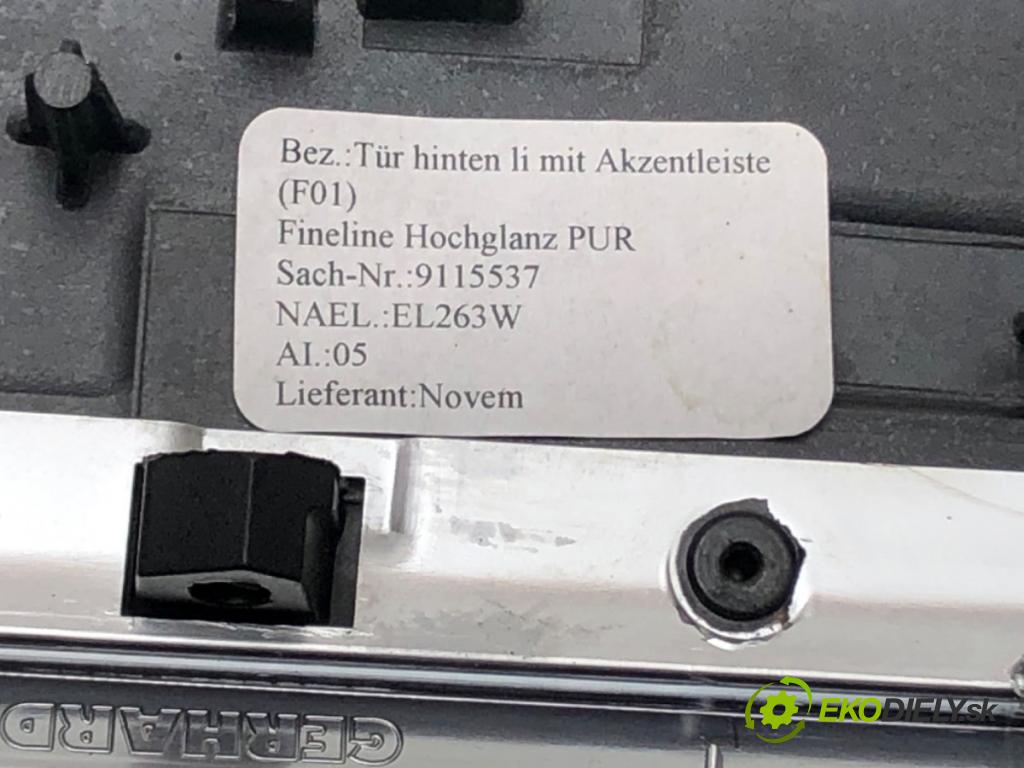 Bez.:Tür hinten li mit Akzentleiste
(F01)
Fineline Hochglanz PUR
Sach-Nr.:9115537
NAEL.:EL263W
AI.:05
Lieferant:Novem
GERHARD
EKODIELY.sk